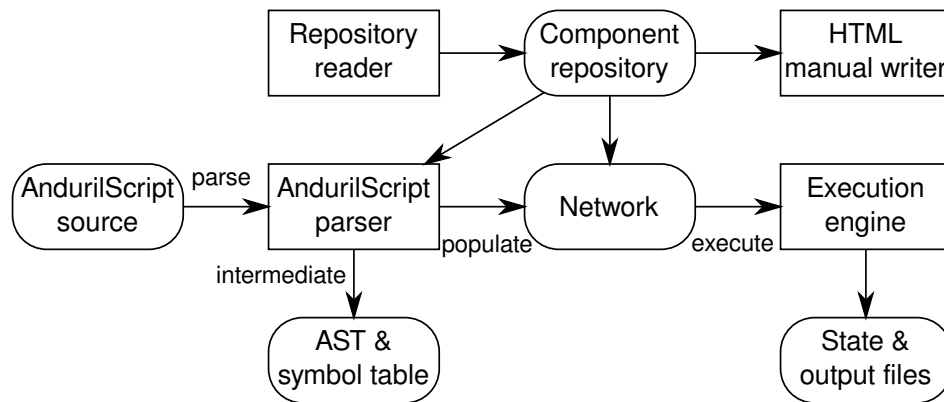 Repository
reader
Component
repository
HTML
manual writer
AndurilScript
source
parse
AndurilScript
parser
populate
Network
execute
Execution
engine
intermediate
AST &
symbol table
State &
output files